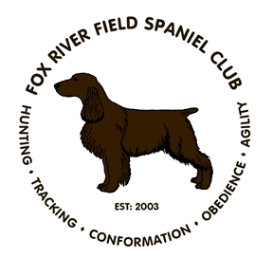 FOX RIVER FIELD SPANIEL CLUB
HUNTING • TRACKING • CONFORMATION • OBEDIENCE • AGILITY
EST: 2003